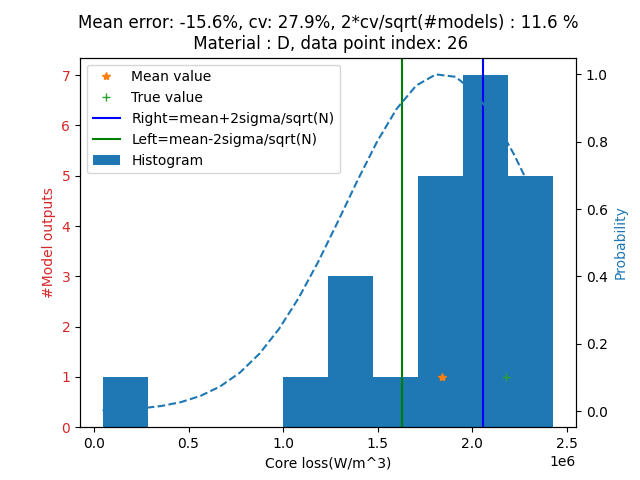 Mean error: -15.6%, cv: 27.9%, 2*cv/sqrt(#models) : 11.6 %
Material : D, data point index: 26
Mean value
True value
Right=mean+2sigma/sqrt(N)
Left=mean-2sigma/sqrt(N)
Histogram
#Model outputs
7
6
5
4
3
2
1
0
1.0
0.8
0.6
0.4
0.2
0.0
Probability
0.0 0.5 1.0 1.5 2.0 2.5
1e6
Core loss(W/m^3)